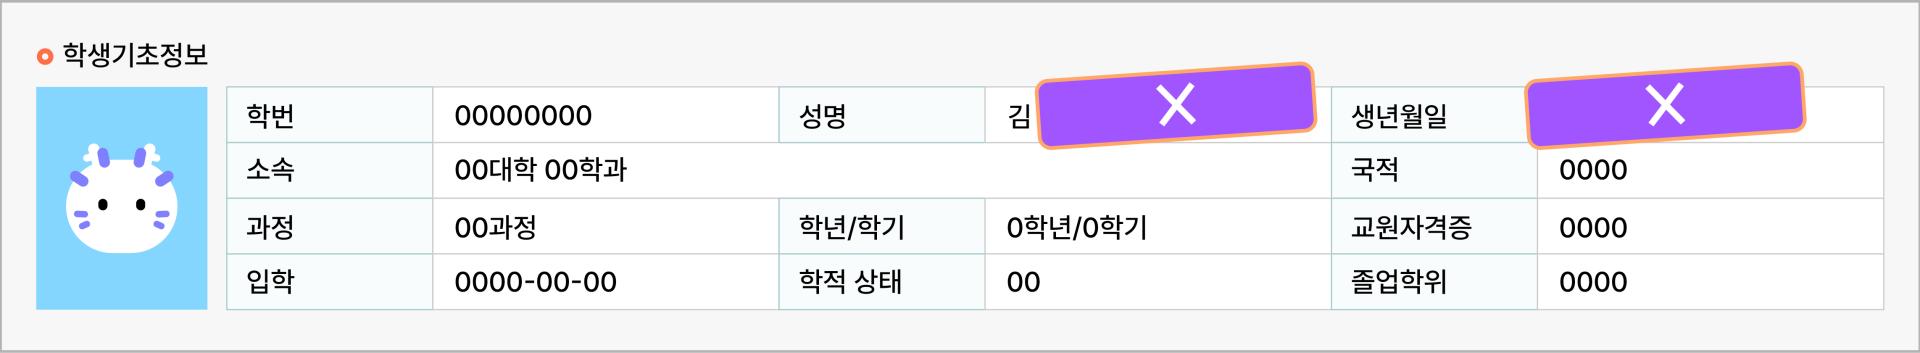 학생기초정보
학번 00000000 성명 김 X 생년월일 X
소속 00대학 00학과 국적 0000
과정 00과정 학년/학기 0학년/0학기 교원자격증 0000
입학 0000-00-00 학적 상태 00 졸업학위 0000